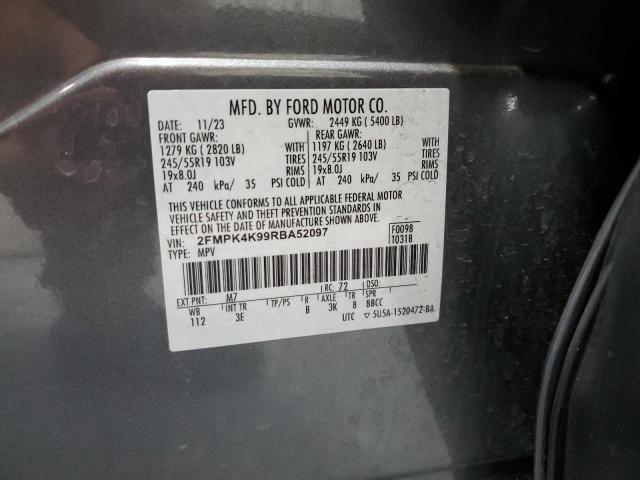 MFD. BY FORD MOTOR CO.
DATE: 11/23 GVWR: 2449 KG (5400 LB)
FRONT GAWR: REAR GAWR:
1279 KG (2820 LB) WITH 1197 KG (2640 LB) WITH
245/55R19 103V TIRES 245/55R19 103V TIRES
19x8.0J RIMS 19x8.0J RIMS
AT 240 kPa/ 35 PSI COLD AT 240 kPa/ 35 PSI COLD
THIS VEHICLE CONFORMS TO ALL APPLICABLE FEDERAL MOTOR
VEHICLE SAFETY AND THEFT PREVENTION STANDARDS IN
EFFECT ON THE DATE OF MANUFACTURE SHOWN ABOVE.
VIN: 2FMPK4K99RBA52097 F0098
TYPE: MPV T0318
EXT PNT: M7 RC: 72 DSO:
WB INT TR TP/PS R AXLE TR SPR
112 3E B 3K 8 BBCC
UTC ▽ 5U5A-1520472-BA